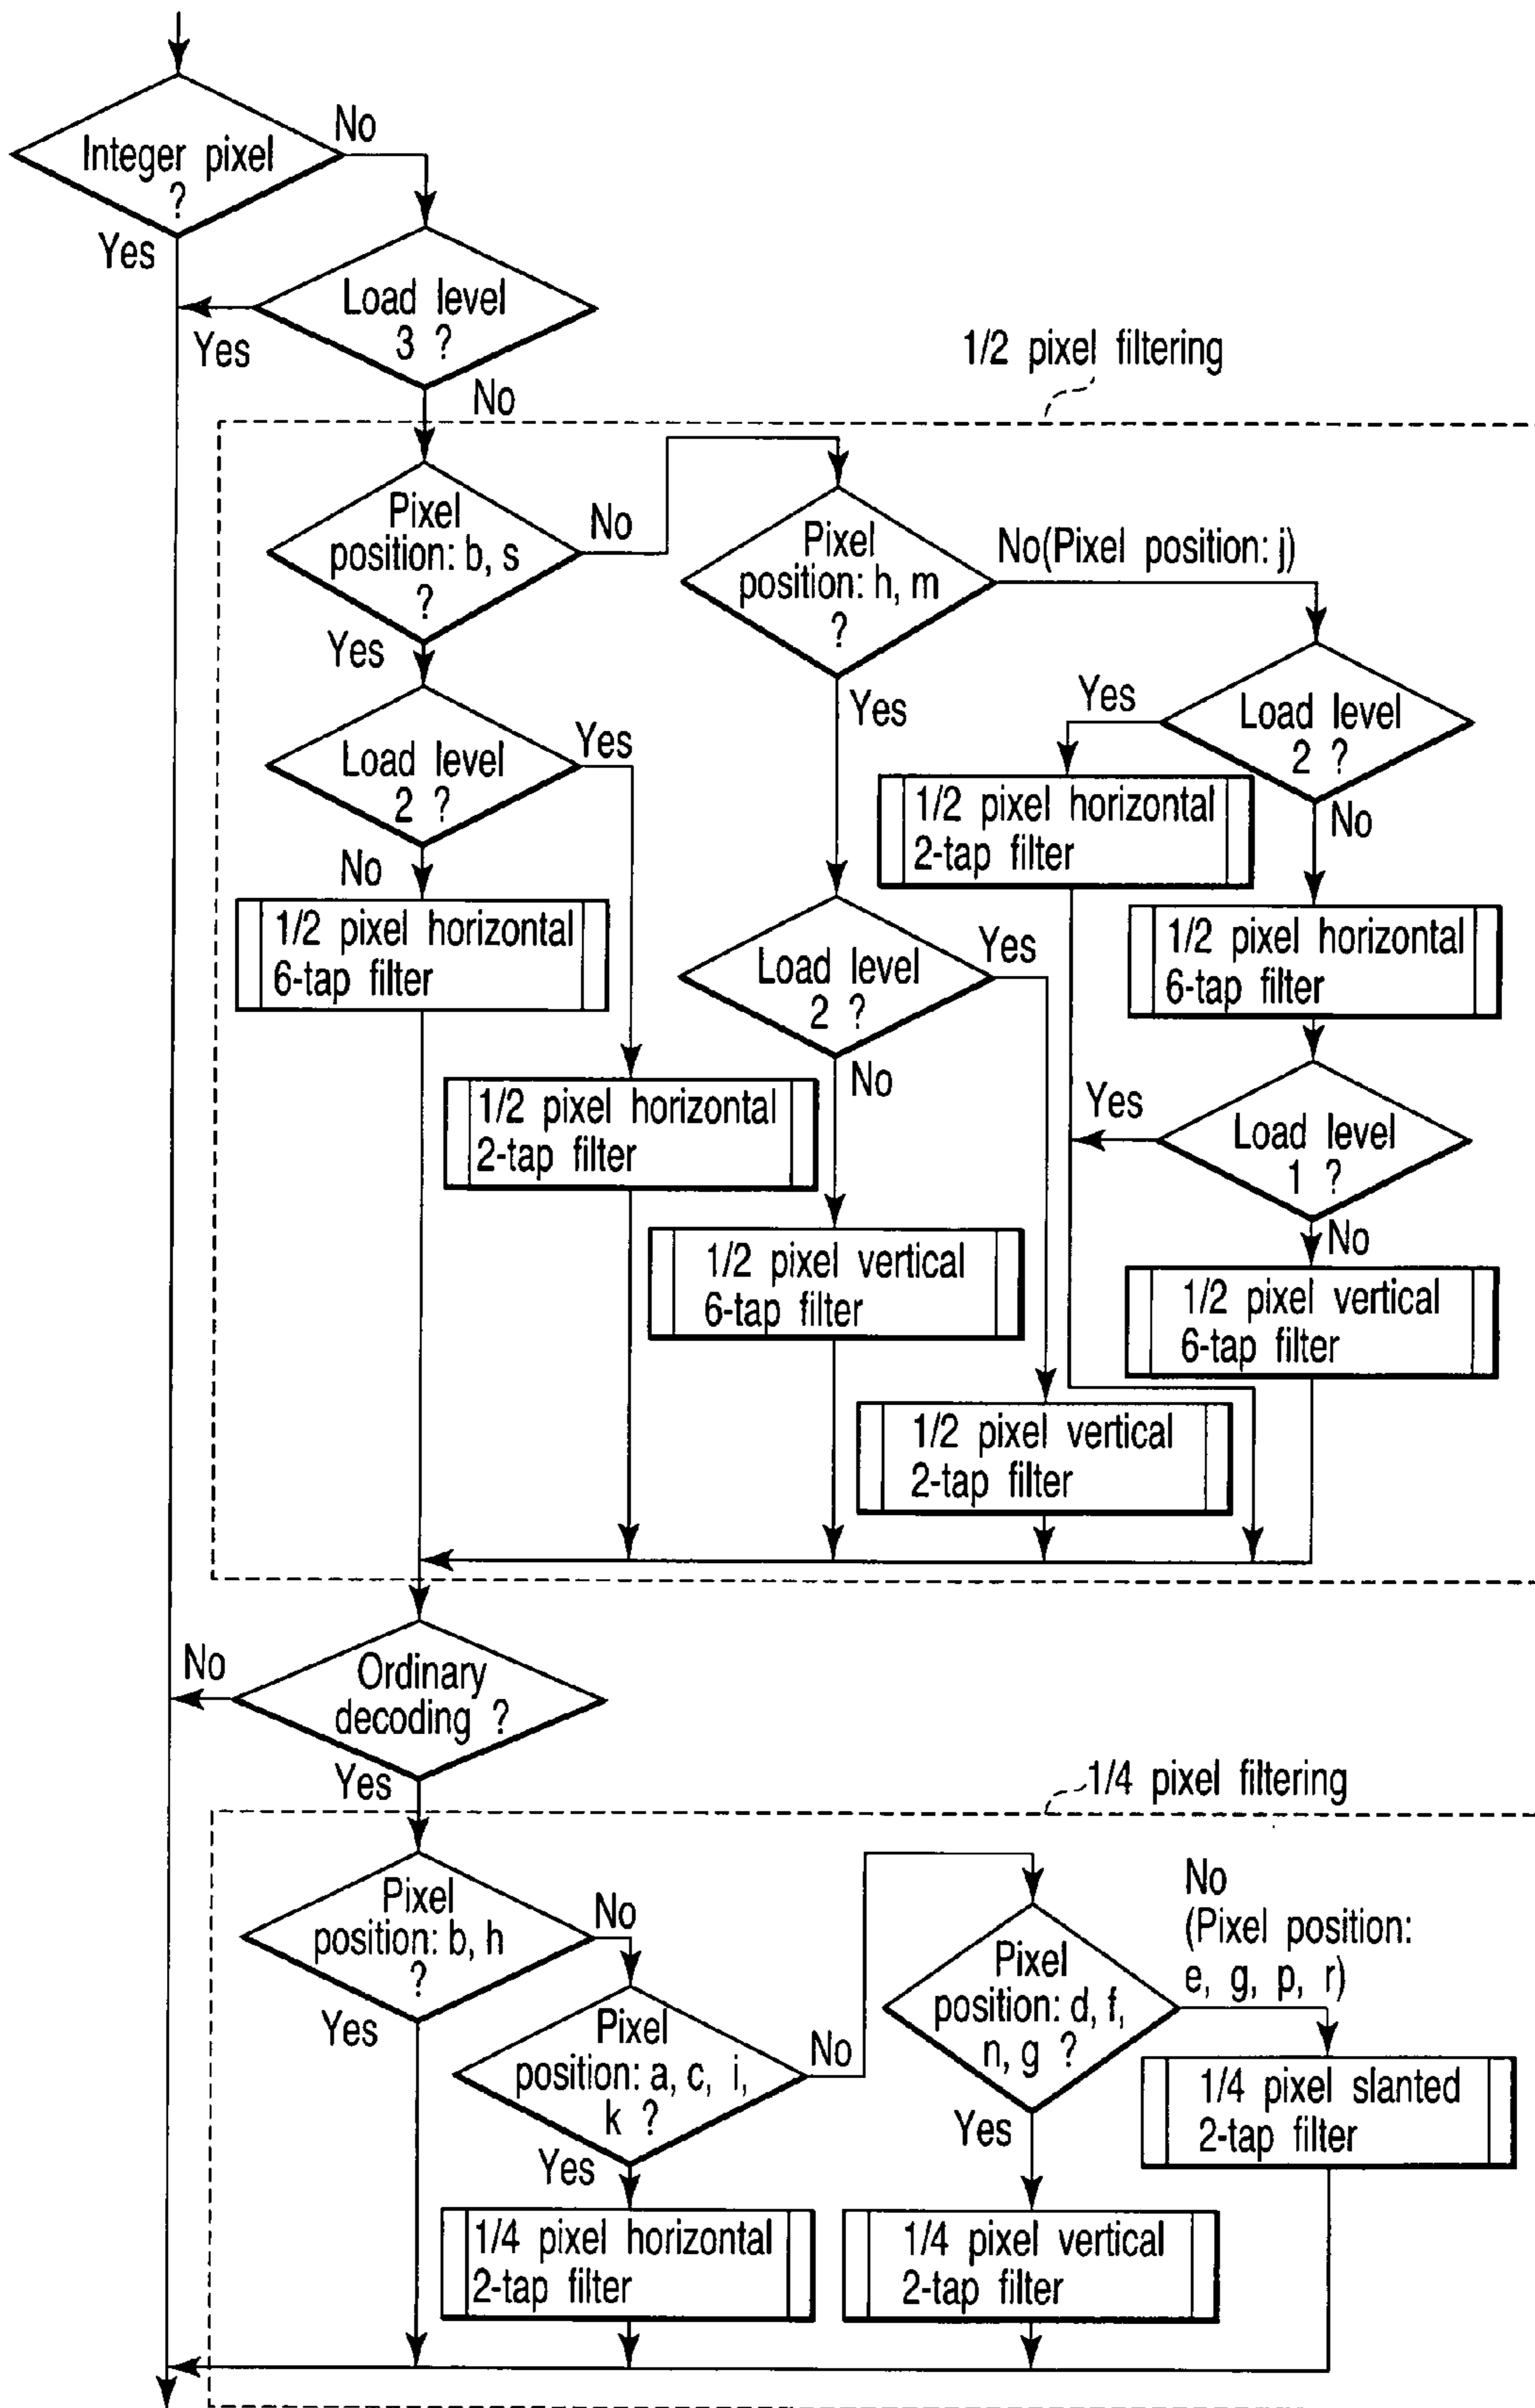 No
Integer pixel
?
Yes
Load level
3 ?
Yes
No
1/2 pixel filtering
Pixel
position: b, s
?
No
Yes
Pixel
position: h, m
?
No(Pixel position: j)
Yes
Load level
2 ?
Yes
No
Load level
2 ?
Yes
No
1/2 pixel horizontal
2-tap filter
1/2 pixel horizontal
6-tap filter
1/2 pixel horizontal
6-tap filter
Load level
2 ?
Yes
No
1/2 pixel horizontal
2-tap filter
Load level
1 ?
Yes
No
1/2 pixel vertical
6-tap filter
1/2 pixel vertical
6-tap filter
1/2 pixel vertical
2-tap filter
Ordinary
decoding ?
No
Yes
1/4 pixel filtering
Pixel
position: b, h
?
No
Yes
Pixel
position: a, c, i,
k ?
No
Yes
Pixel
position: d, f,
n, g ?
Yes
No
(Pixel position:
e, g, p, r)
1/4 pixel slanted
2-tap filter
1/4 pixel horizontal
2-tap filter
1/4 pixel vertical
2-tap filter